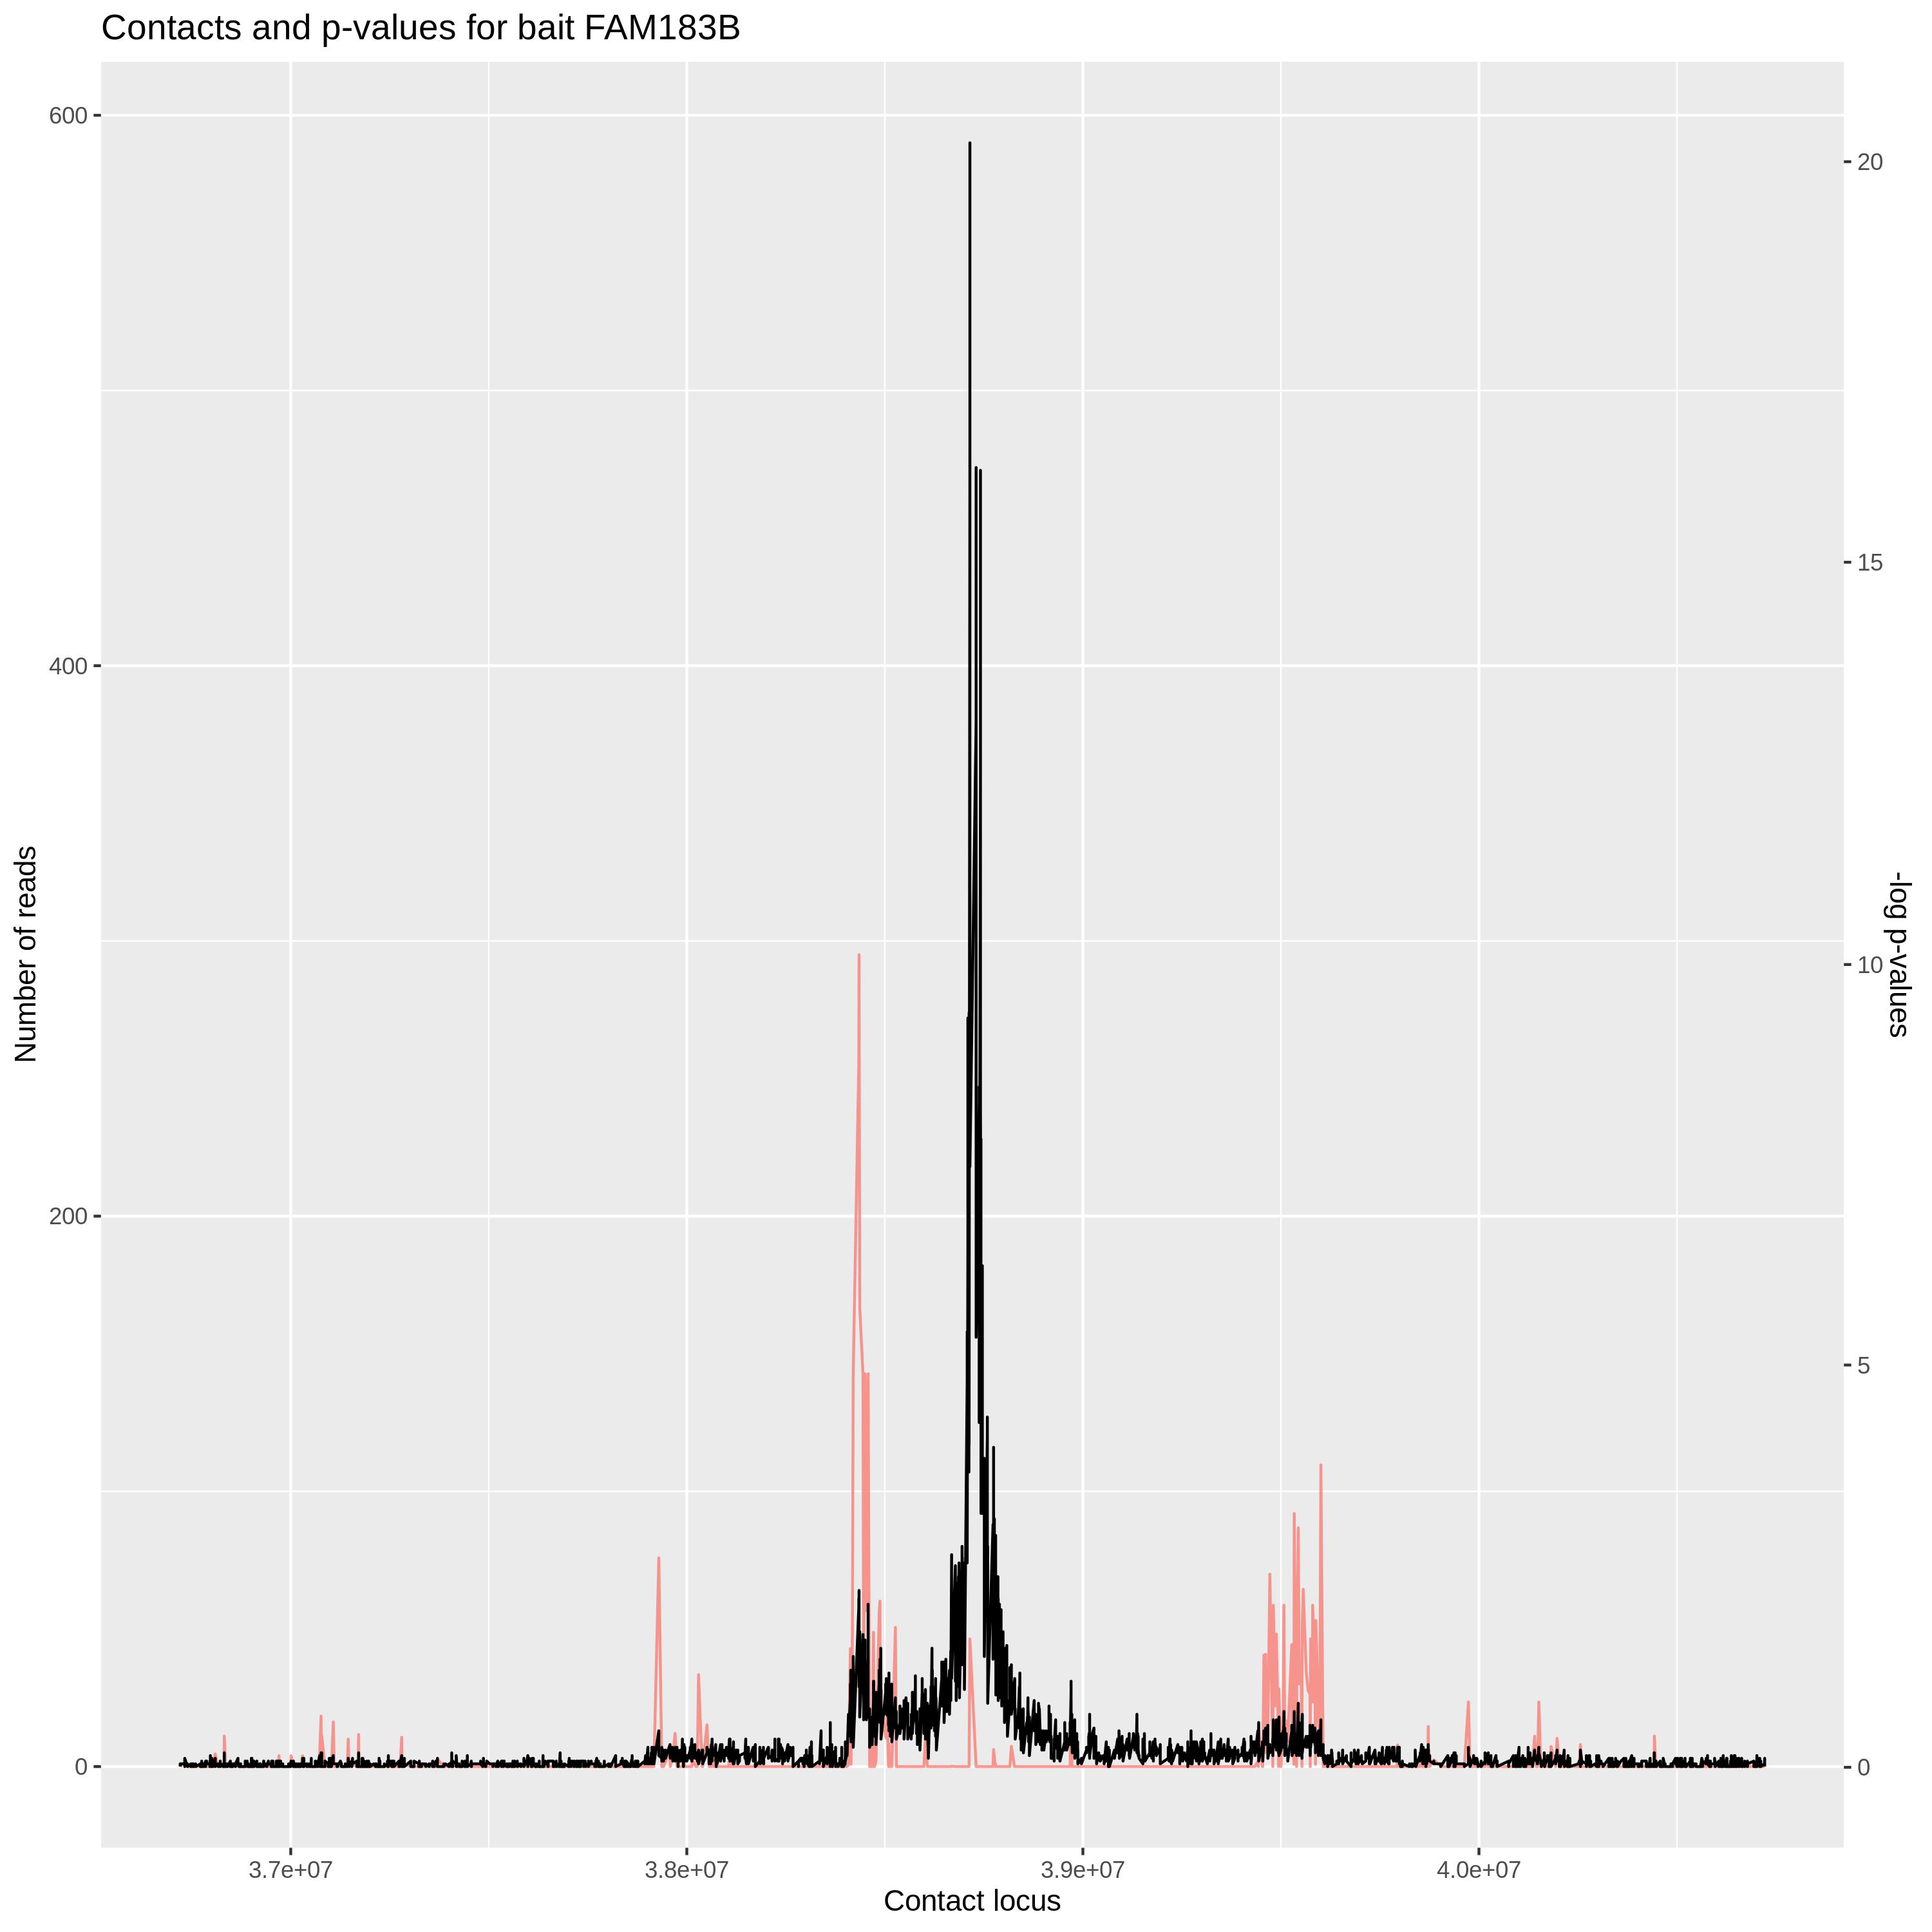 Contacts and p-values for bait FAM183B
600
400
200
0
Number of reads
20
15
10
5
0
-log p-values
3.7e+07
3.8e+07
3.9e+07
4.0e+07
Contact locus